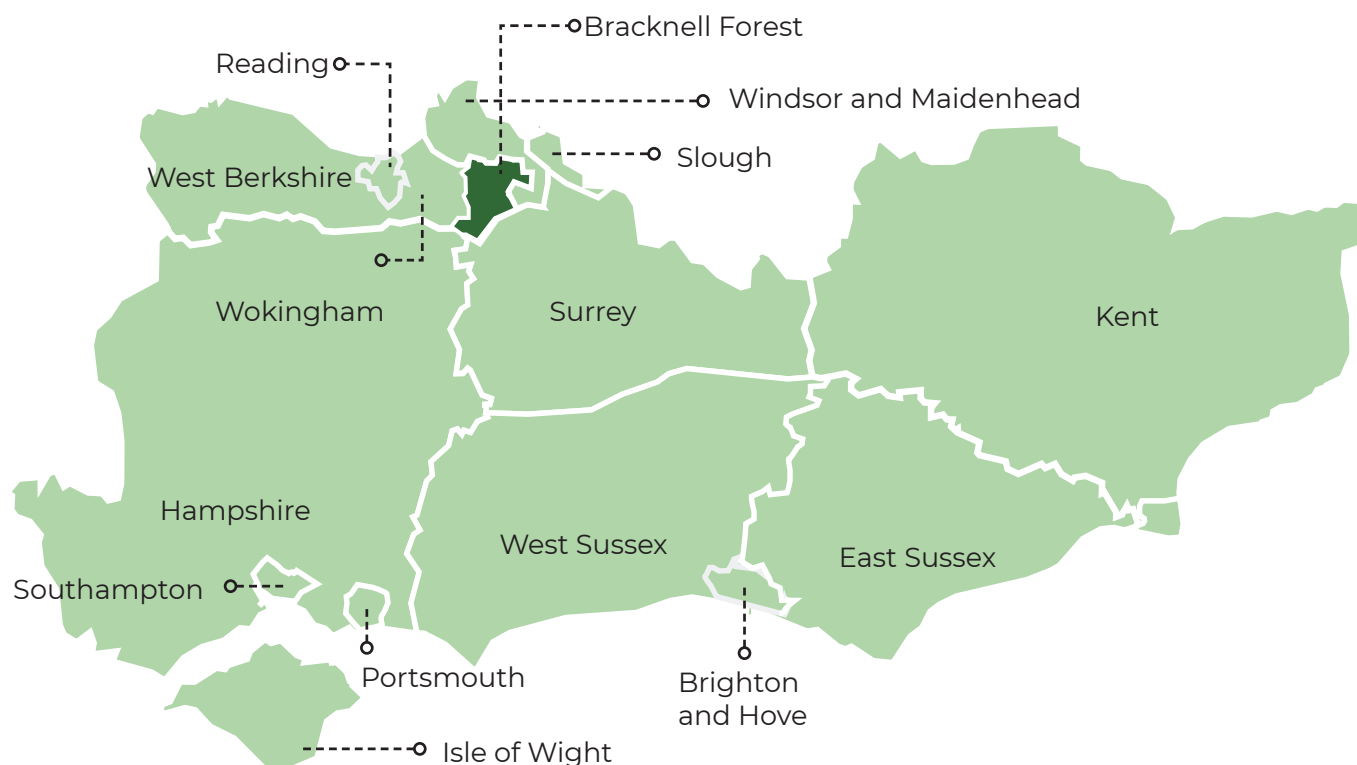 Bracknell Forest
Reading
Windsor and Maidenhead
Slough
West Berkshire
Wokingham
Surrey
Kent
Hampshire
West Sussex
East Sussex
Southampton
Portsmouth
Brighton
and Hove
Isle of Wight